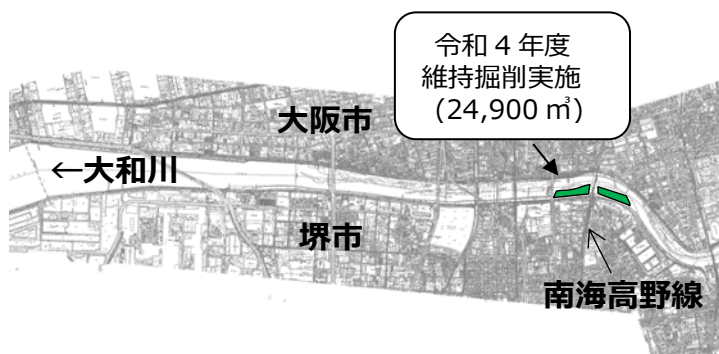 令和４年度
維持掘削実施
(24,900 ㎥)
大阪市
←大和川
堺市
南海高野線